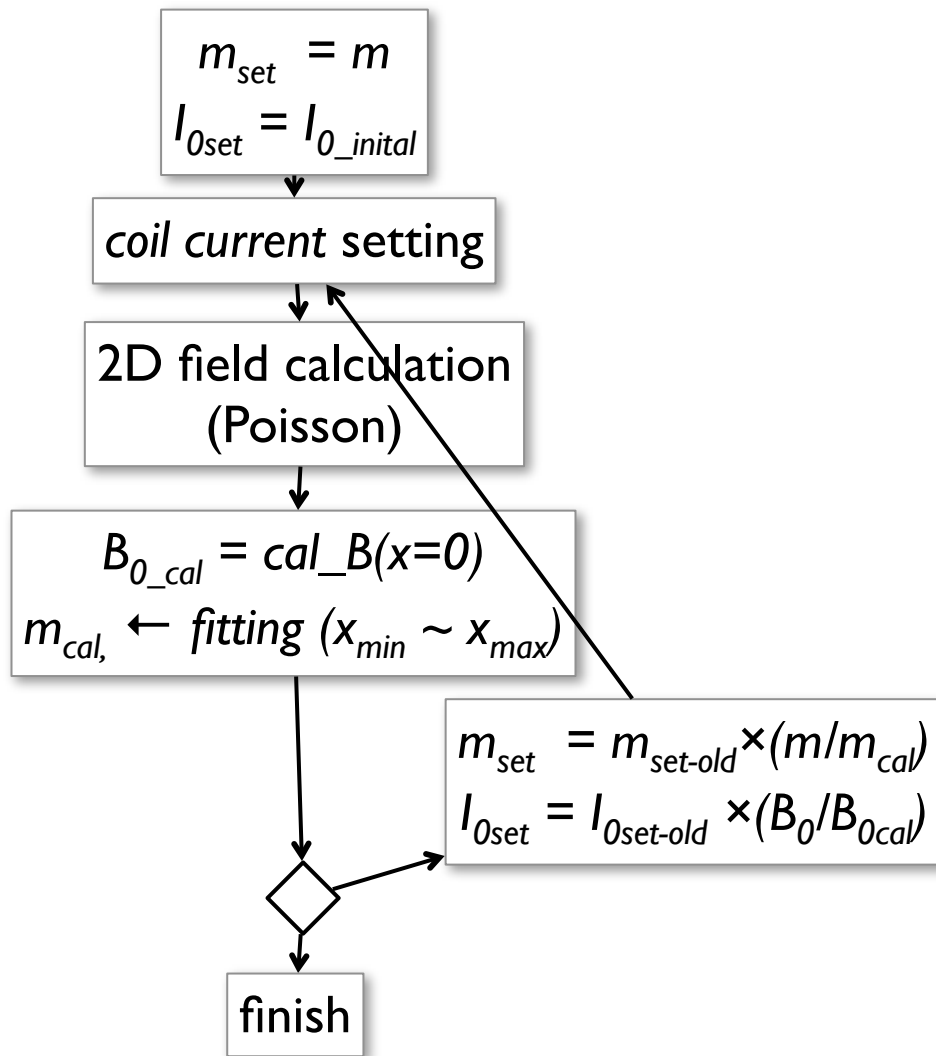 m_set = m
I_0set = I_0_inital
coil current setting
2D field calculation
(Poisson)
B_0_cal = cal_B(x=0)
m_cal, ← fitting (x_min ~ x_max)
m_set = m_set-old ×(m/m_cal)
I_0set = I_0set-old ×(B_0/B_0cal)
finish